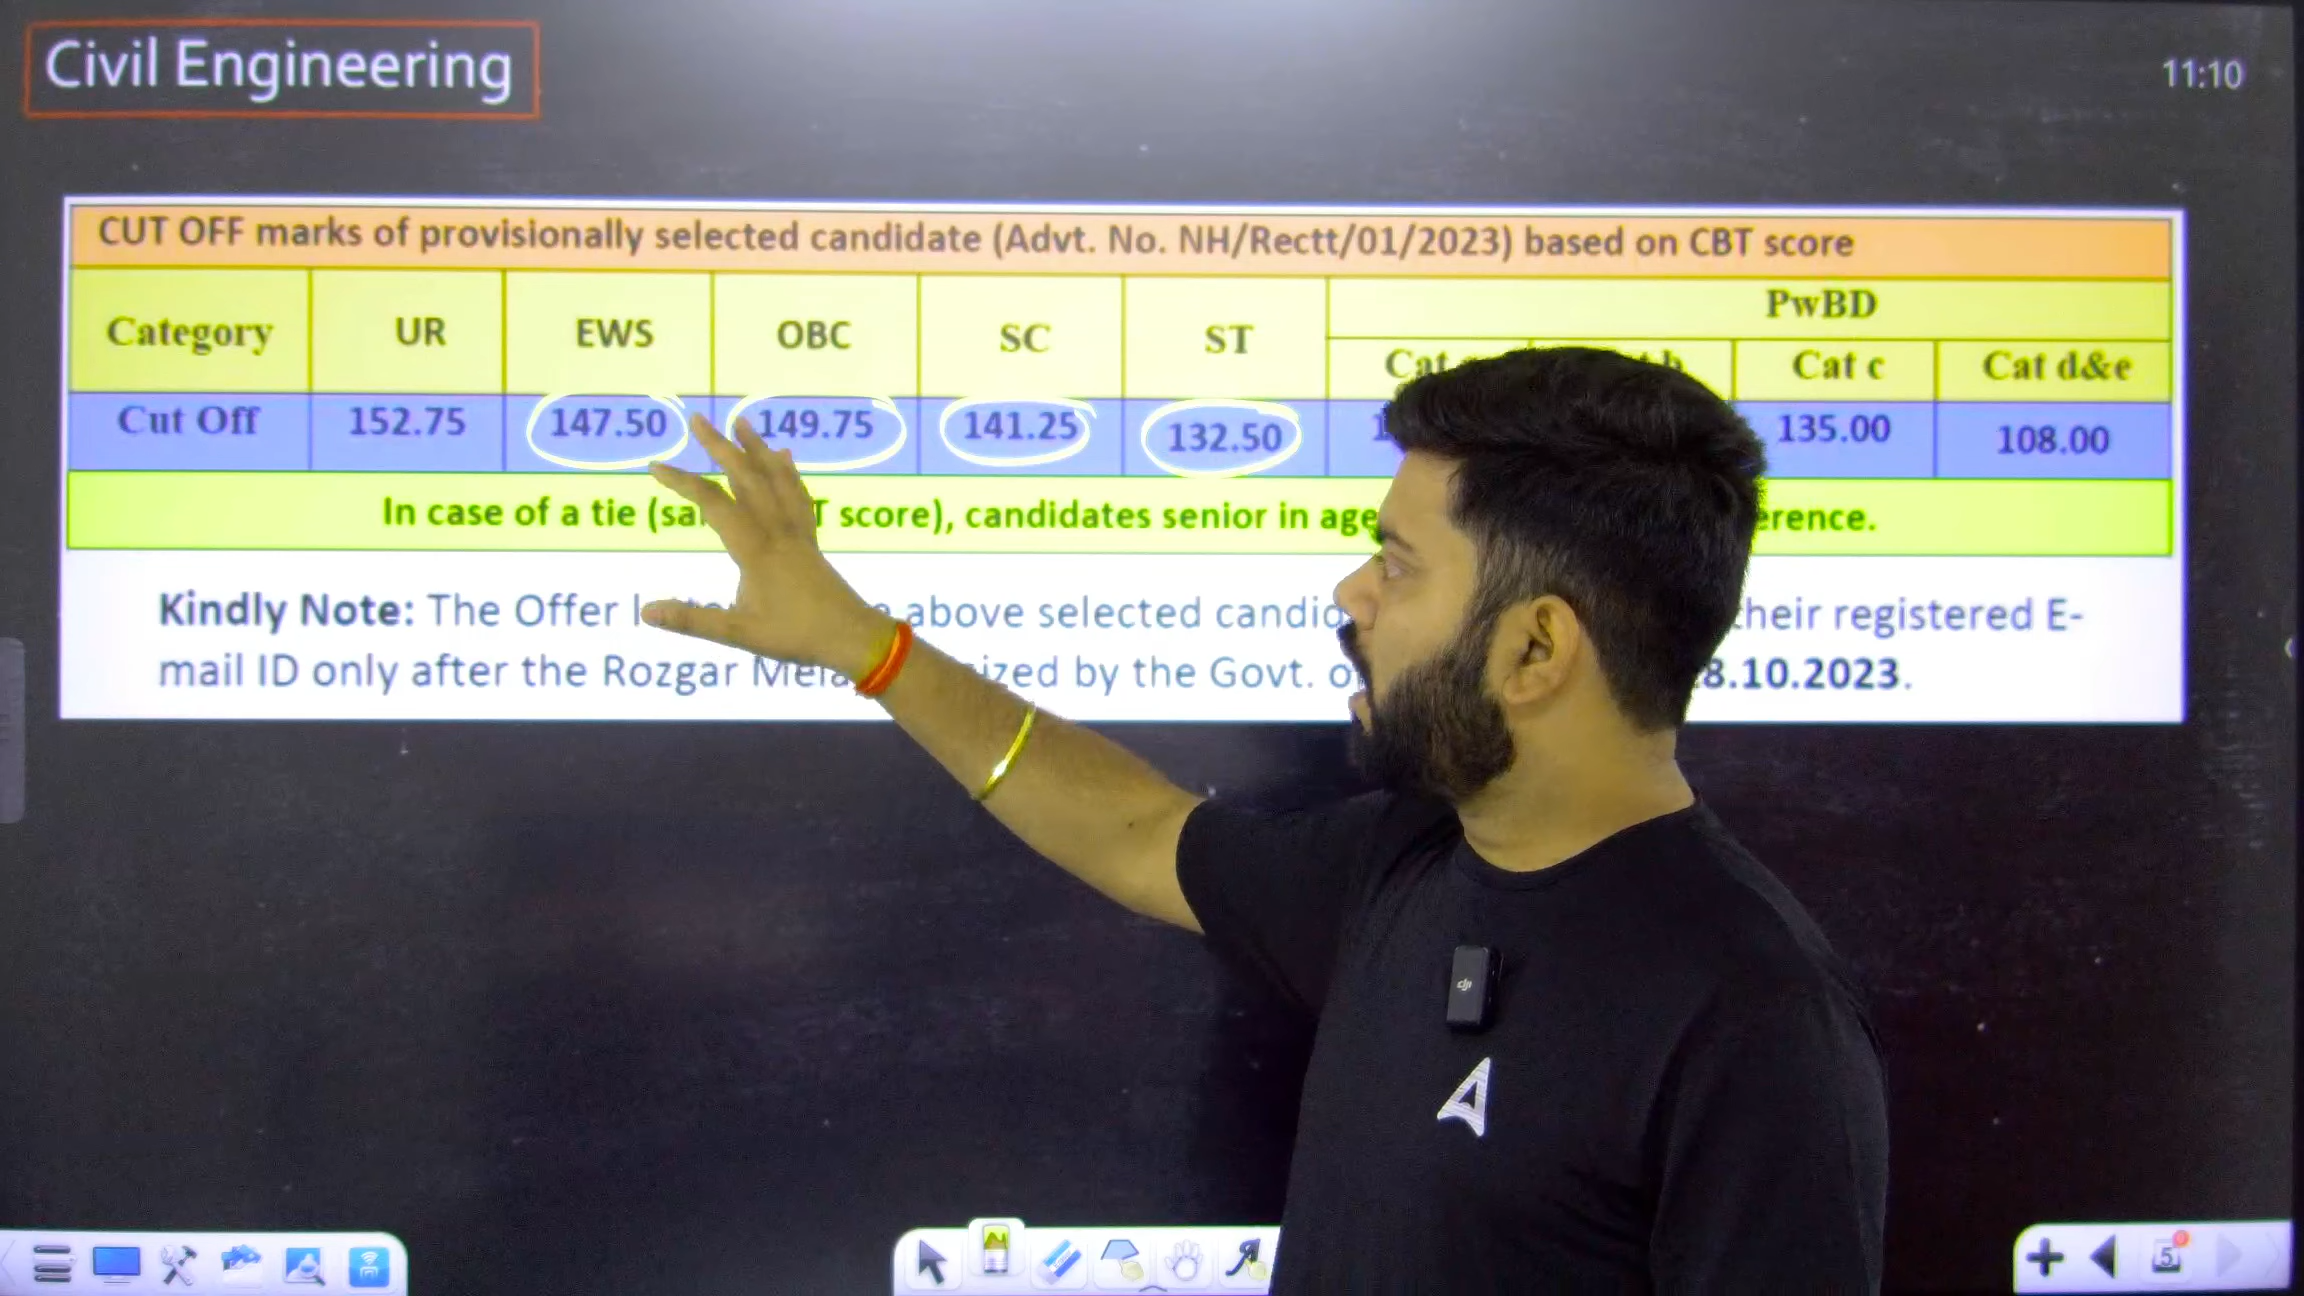 Civil Engineering
11:10
CUT OFF marks of provisionally selected candidate (Advt. No. NH/Rectt/01/2023) based on CBT score
Category UR EWS OBC SC ST PwBD
Cat c Cat d&e
Cut Off 152.75 147.50 149.75 141.25 132.50 135.00 108.00
In case of a tie ( score), candidates senior in age
Kindly Note: The Offer above selected their registered E-
mail ID only after the Rozgar by the Govt. 8.10.2023.
dji
5